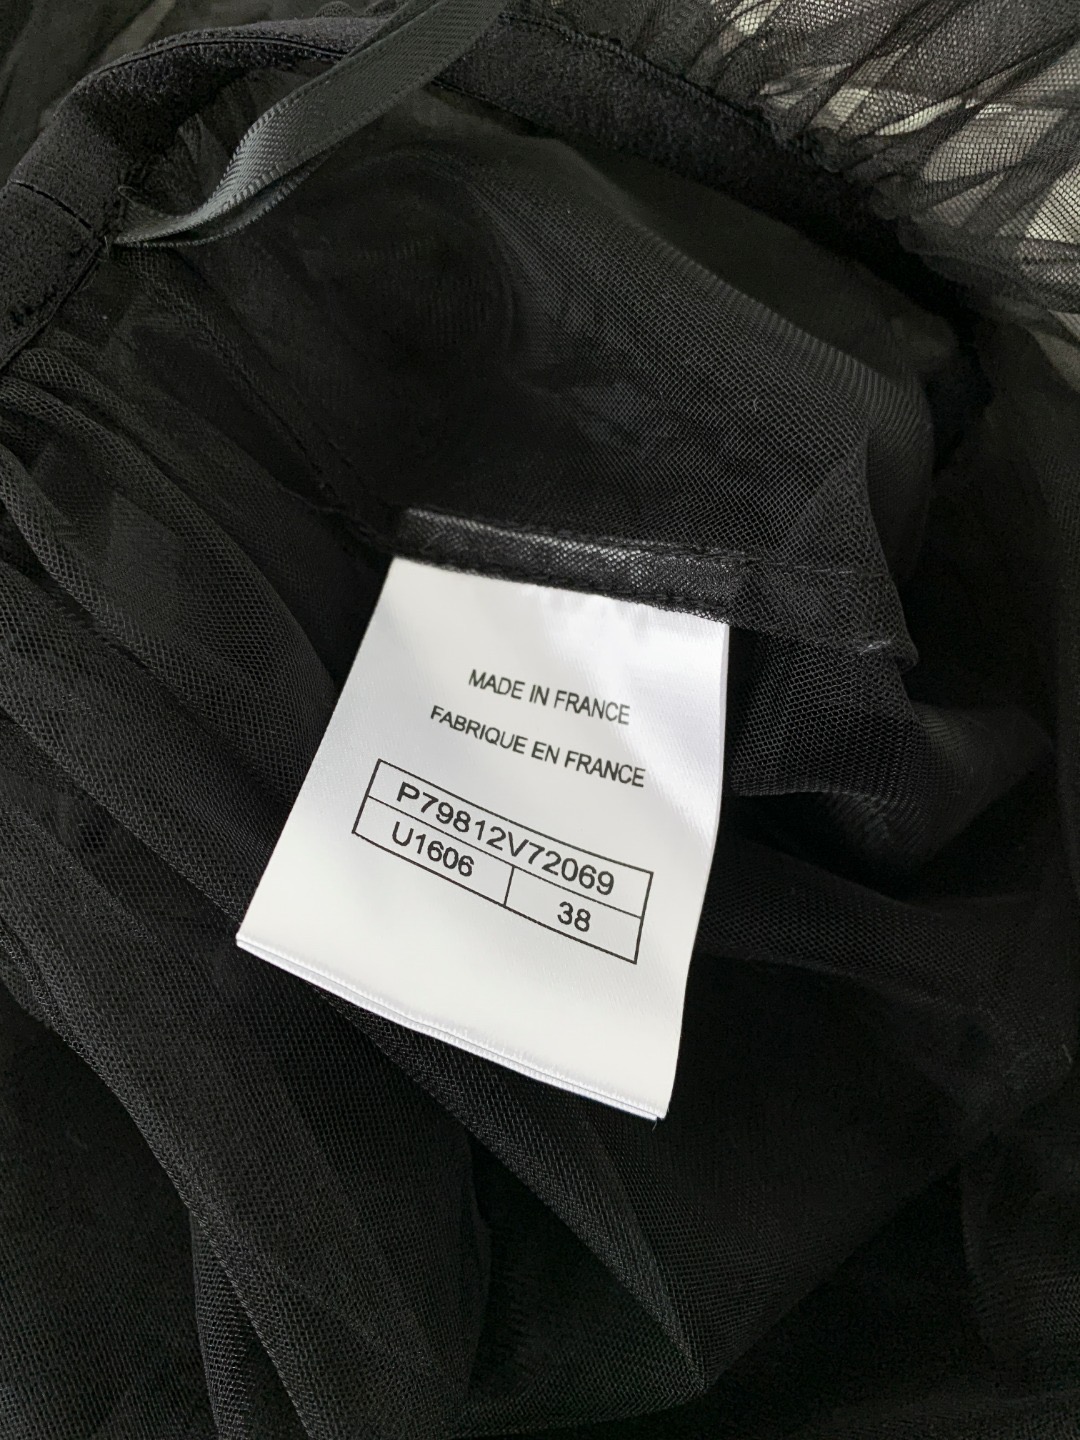 MADE IN FRANCE
FABRIQUE EN FRANCE
P79812V72069
U1606 38